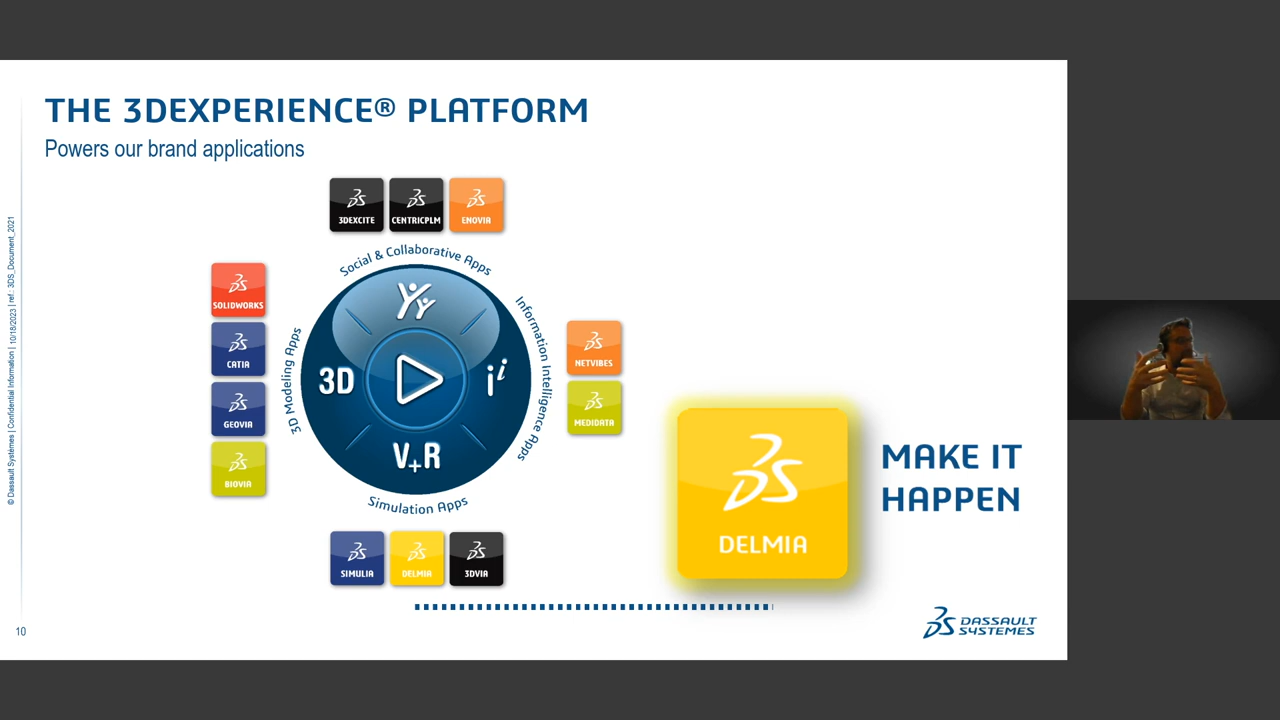 THE 3DEXPERIENCE® PLATFORM
Powers our brand applications
3DEXCITE
CENTRICPLM
ENOVIA
Social & Collaborative Apps
SOLIDWORKS
CATIA
GEOVIA
BIOVIA
3D Modeling Apps
3D
i i
V+R
Information Intelligence Apps
NETVIBES
MEDIDATA
Simulation Apps
SIMULIA
DELMIA
3DVIA
DELMIA
MAKE IT
HAPPEN
DASSAULT
SYSTEMES
10
© Dassault Systèmes | Confidential Information | 10/18/2023 | ref.: 3DS_Document_2021